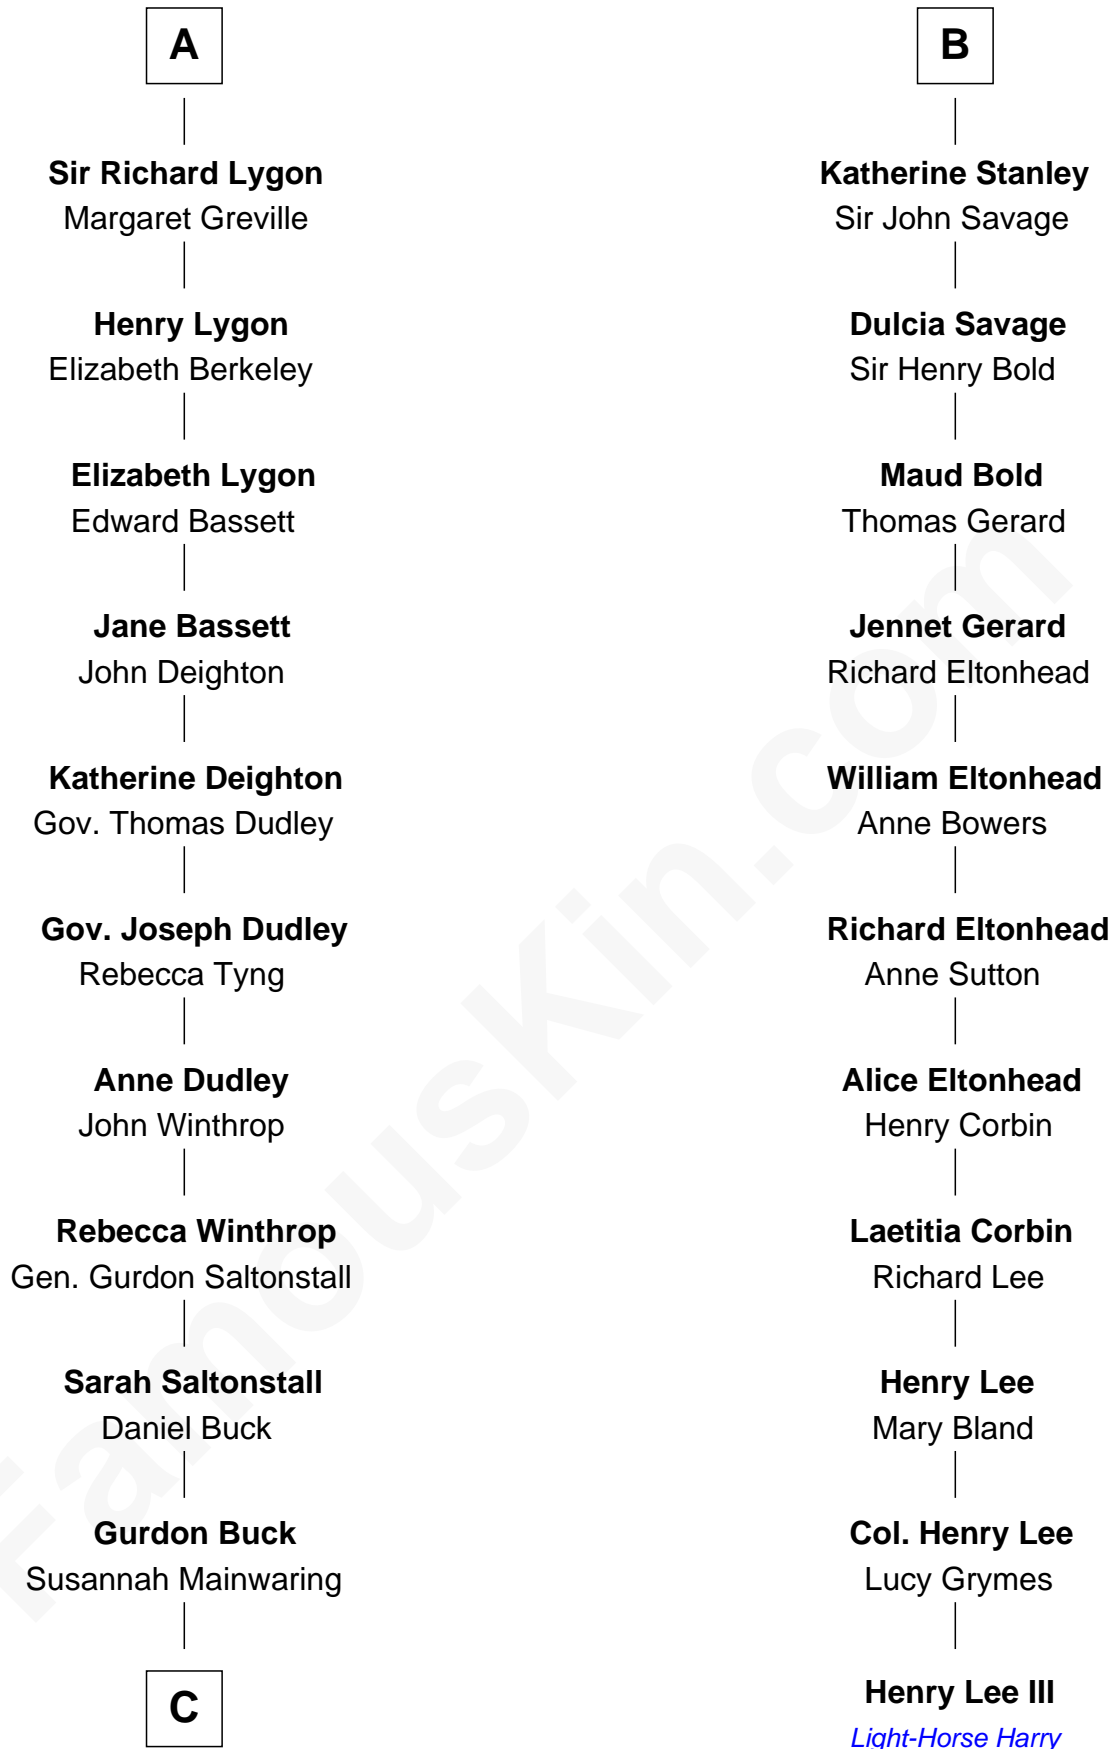 A
Sir Richard Lygon
Margaret Greville
Henry Lygon
Elizabeth Berkeley
Elizabeth Lygon
Edward Bassett
Jane Bassett
John Deighton
Katherine Deighton
Gov. Thomas Dudley
Gov. Joseph Dudley
Rebecca Tyng
Anne Dudley
John Winthrop
Rebecca Winthrop
Gen. Gurdon Saltonstall
Sarah Saltonstall
Daniel Buck
Gurdon Buck
Susannah Mainwaring
C
B
Katherine Stanley
Sir John Savage
Dulcia Savage
Sir Henry Bold
Maud Bold
Thomas Gerard
Jennet Gerard
Richard Eltonhead
William Eltonhead
Anne Bowers
Richard Eltonhead
Anne Sutton
Alice Eltonhead
Henry Corbin
Laetitia Corbin
Richard Lee
Henry Lee
Mary Bland
Col. Henry Lee
Lucy Grymes
Henry Lee III
Light-Horse Harry
FamousKin.com